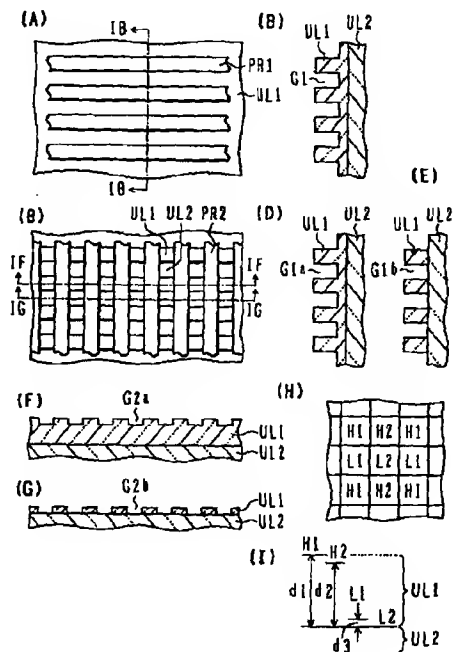 (A)
IB
PR1
UL1
IB
(B)
UL1
UL2
G1
(E)
(B)
UL1 UL2 PR2
IF
IF
IG
IG
(D)
UL1
UL2
G1a
UL1
UL2
G1b
(F)
G2a
UL1
UL2
(G)
G2b
UL1
UL2
(H)
H1 H2 H1
L1 L2 L1
H1 H2 H1
(I)
H1
H2
L1
L2
d1
d2
d3
UL1
UL2